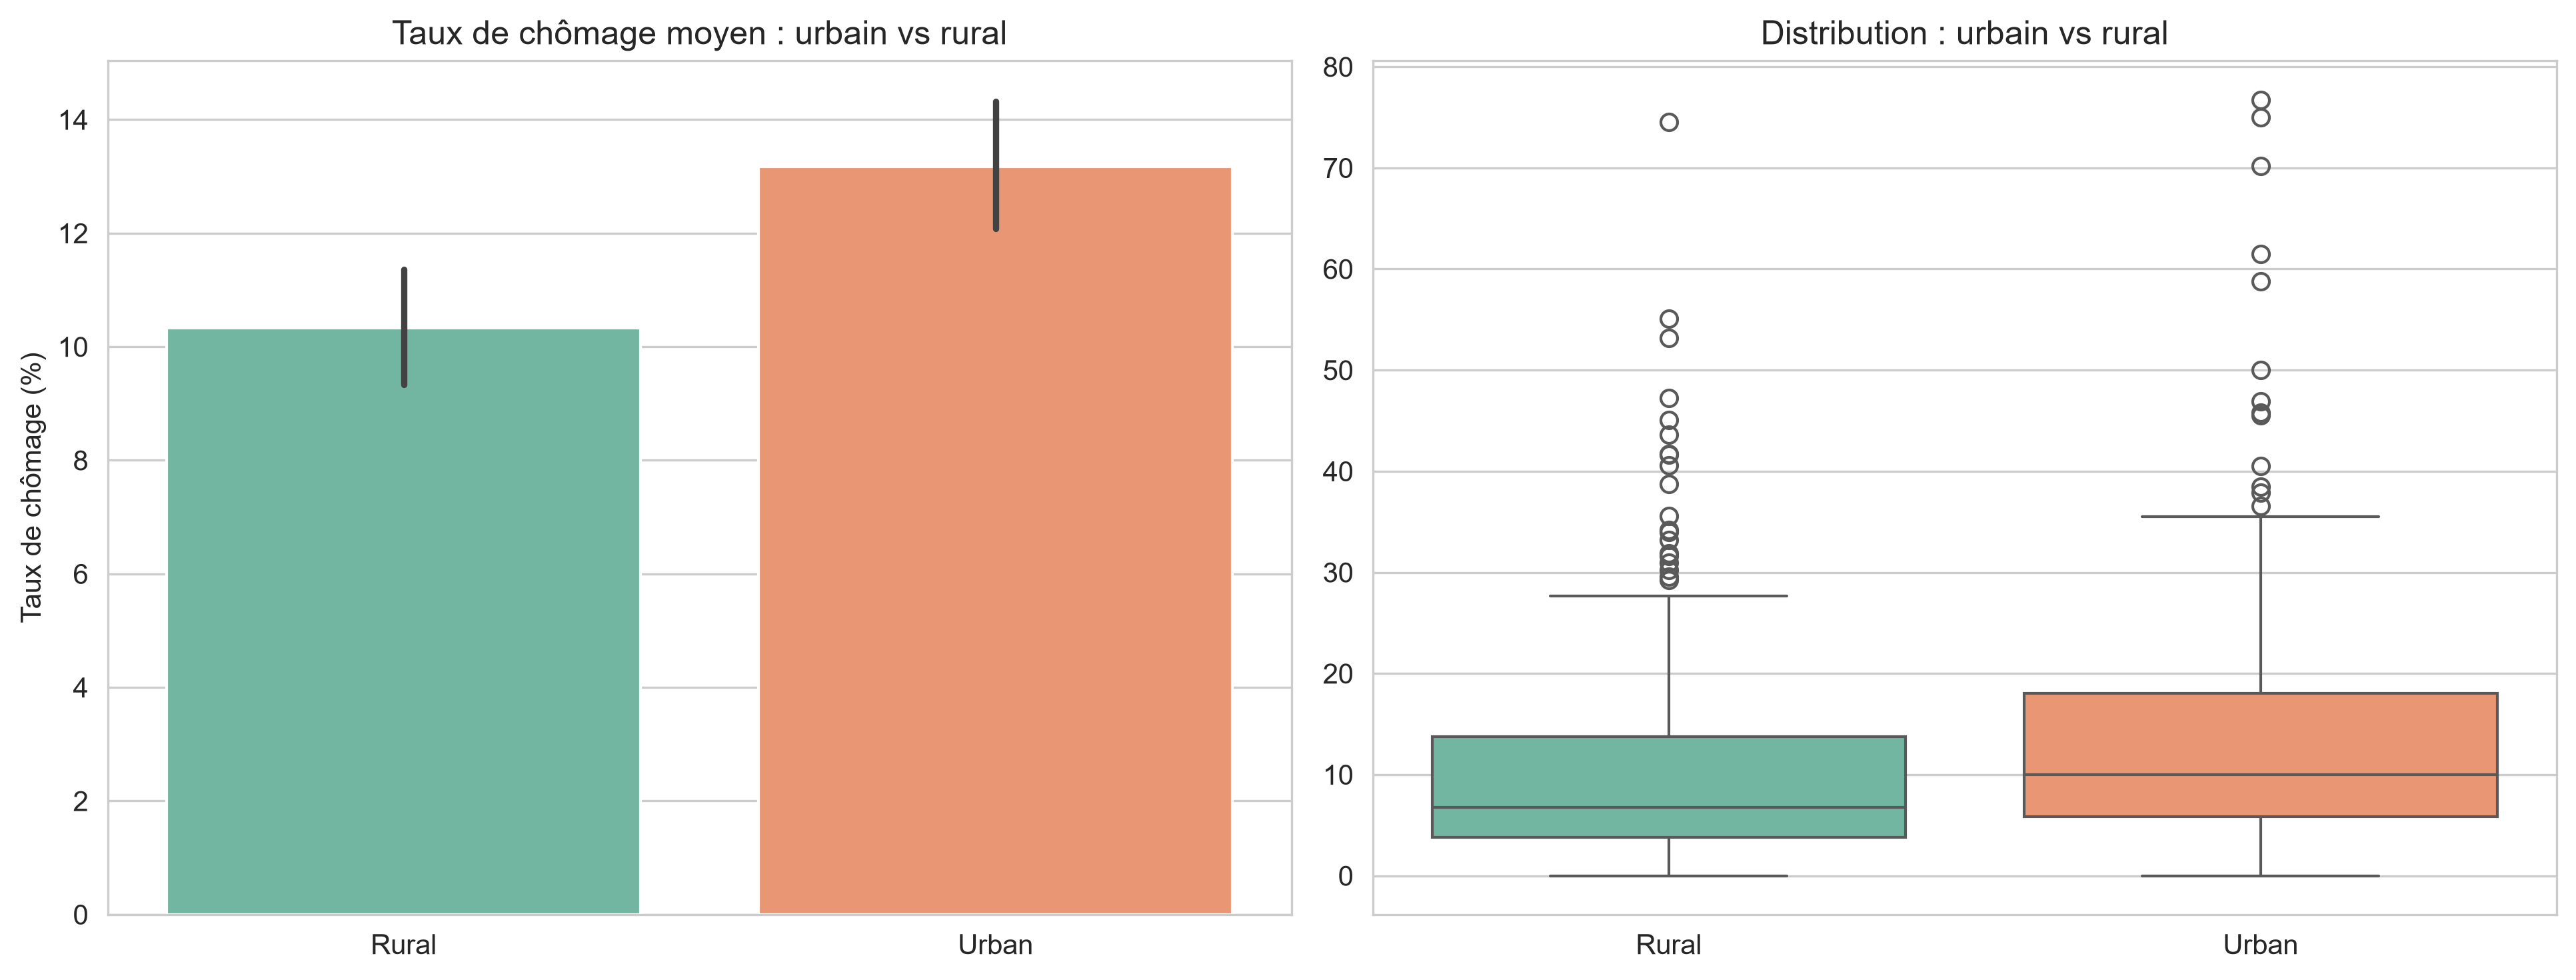 Taux de chômage moyen : urbain vs rural
Taux de chômage (%)
14
12
10
8
6
4
2
0
Rural
Urban
Distribution : urbain vs rural
80
70
60
50
40
30
20
10
0
Rural
Urban